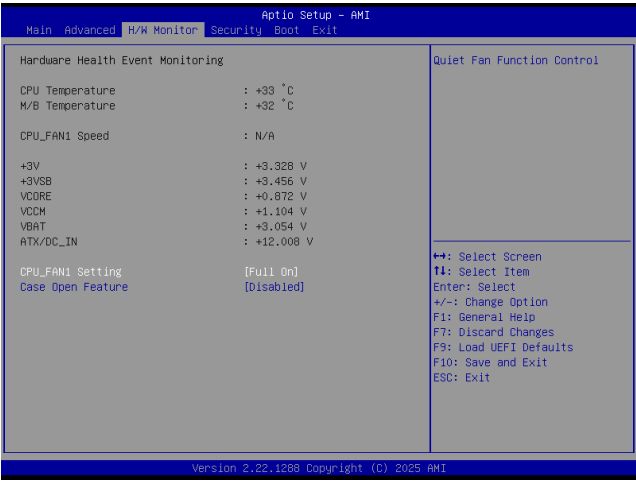 Aptio Setup - AMI
Main Advanced H/W Monitor Security Boot Exit
Hardware Health Event Monitoring
CPU Temperature : +33 °C
M/B Temperature : +32 °C
CPU_FAN1 Speed : N/A
+3V : +3.328 V
+3VSB : +3.456 V
VCORE : +0.872 V
VCCM : +1.104 V
VBAT : +3.054 V
ATX/DC_IN : +12.008 V
CPU_FAN1 Setting [Full On]
Case Open Feature [Disabled]
Quiet Fan Function Control
↔: Select Screen
↑↓: Select Item
Enter: Select
+/-: Change Option
F1: General Help
F7: Discard Changes
F9: Load UEFI Defaults
F10: Save and Exit
ESC: Exit
Version 2.22.1288 Copyright (C) 2025 AMI